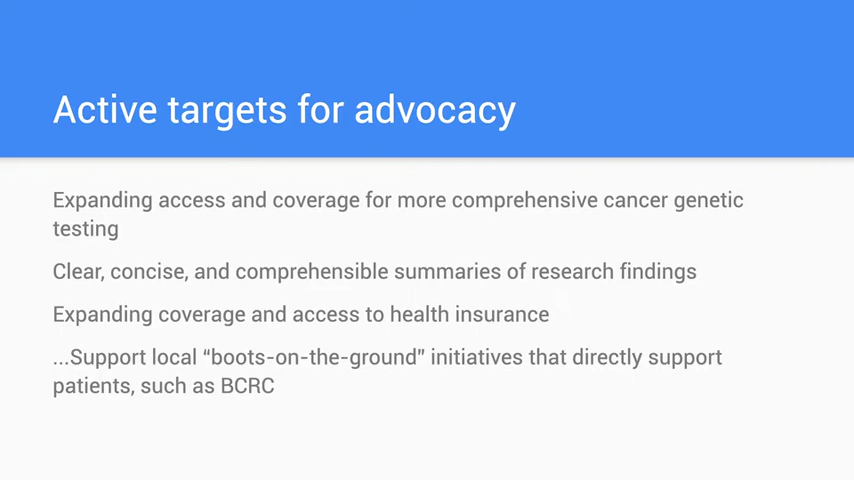 Active targets for advocacy
Expanding access and coverage for more comprehensive cancer genetic
testing
Clear, concise, and comprehensible summaries of research findings
Expanding coverage and access to health insurance
...Support local “boots-on-the-ground” initiatives that directly support
patients, such as BCRC